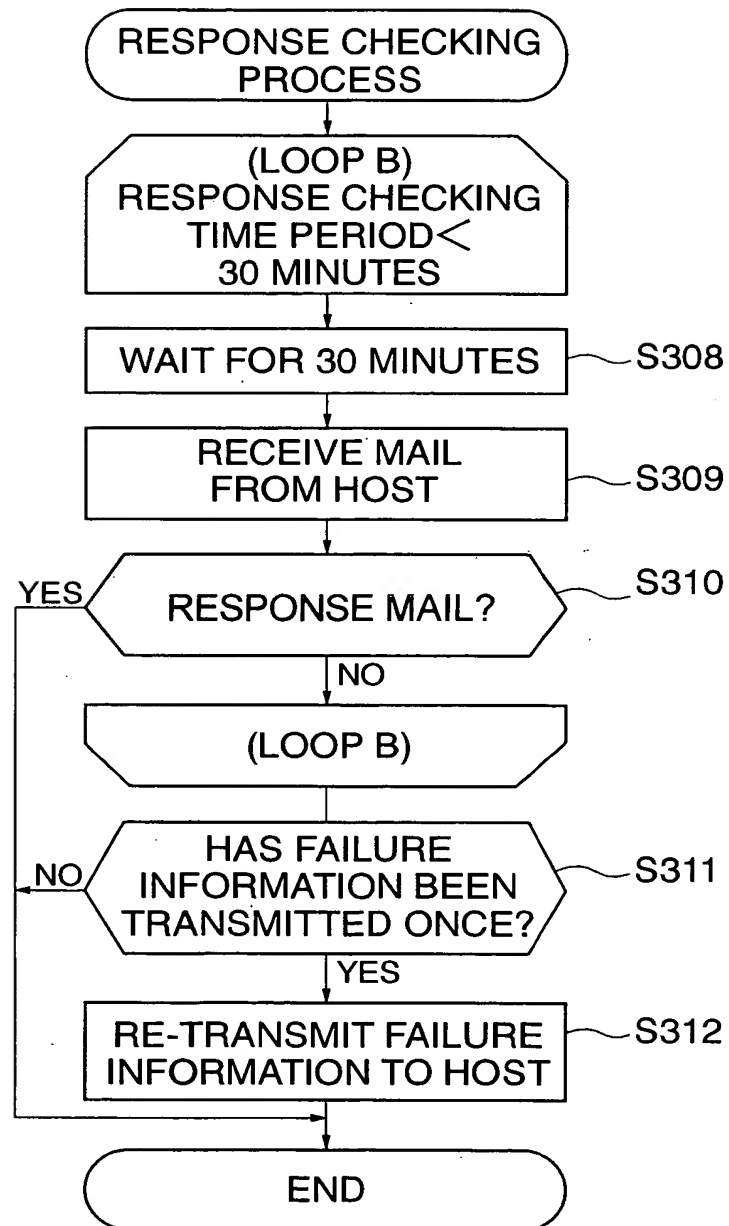 RESPONSE CHECKING
PROCESS
(LOOP B)
RESPONSE CHECKING
TIME PERIOD<
30 MINUTES
WAIT FOR 30 MINUTES
S308
RECEIVE MAIL
FROM HOST
S309
RESPONSE MAIL?
S310
YES
NO
(LOOP B)
HAS FAILURE
INFORMATION BEEN
TRANSMITTED ONCE?
S311
NO
YES
RE-TRANSMIT FAILURE
INFORMATION TO HOST
S312
END